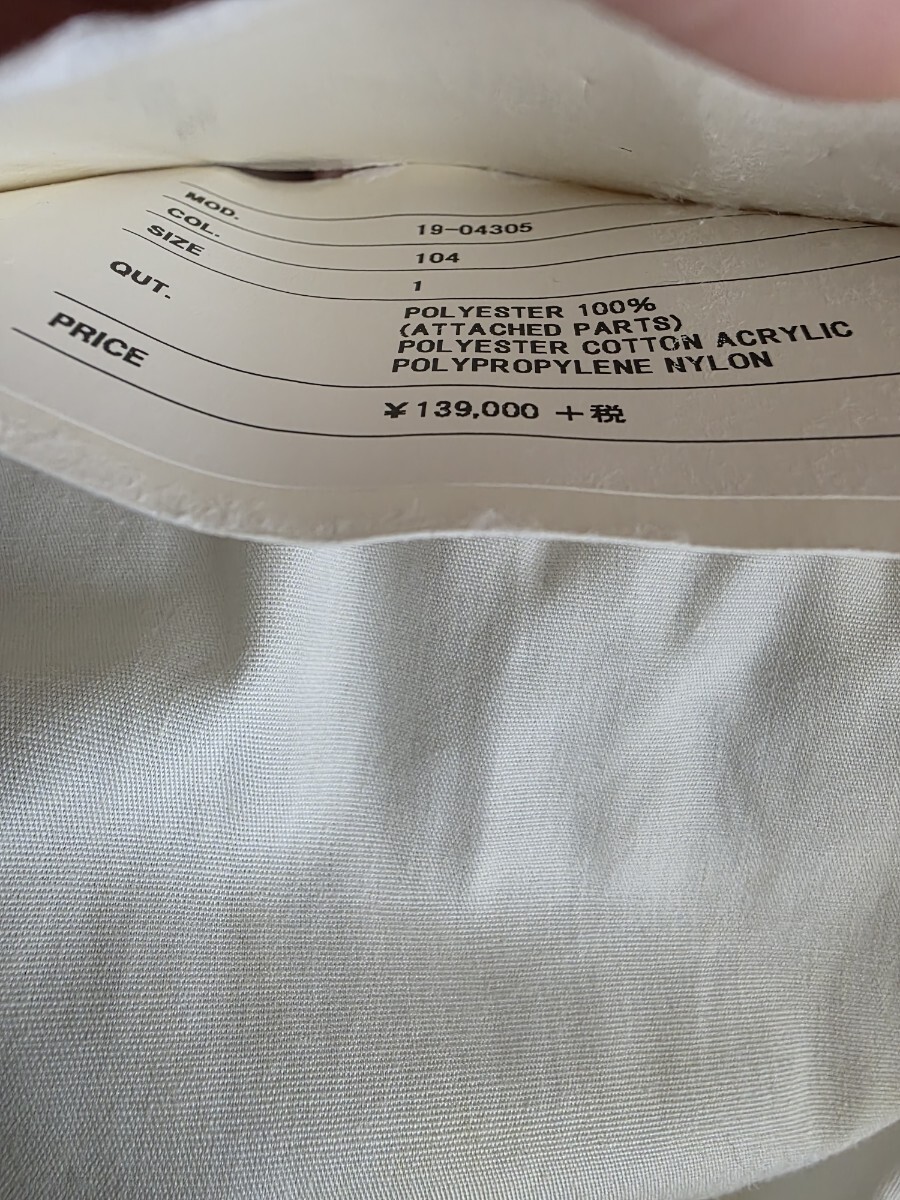 MOD. 19-04305
COL. 104
SIZE 1
QUT. POLYESTER 100%
(ATTACHED PARTS)
POLYESTER COTTON ACRYLIC
POLYPROPYLENE NYLON
PRICE ¥139,000 +税